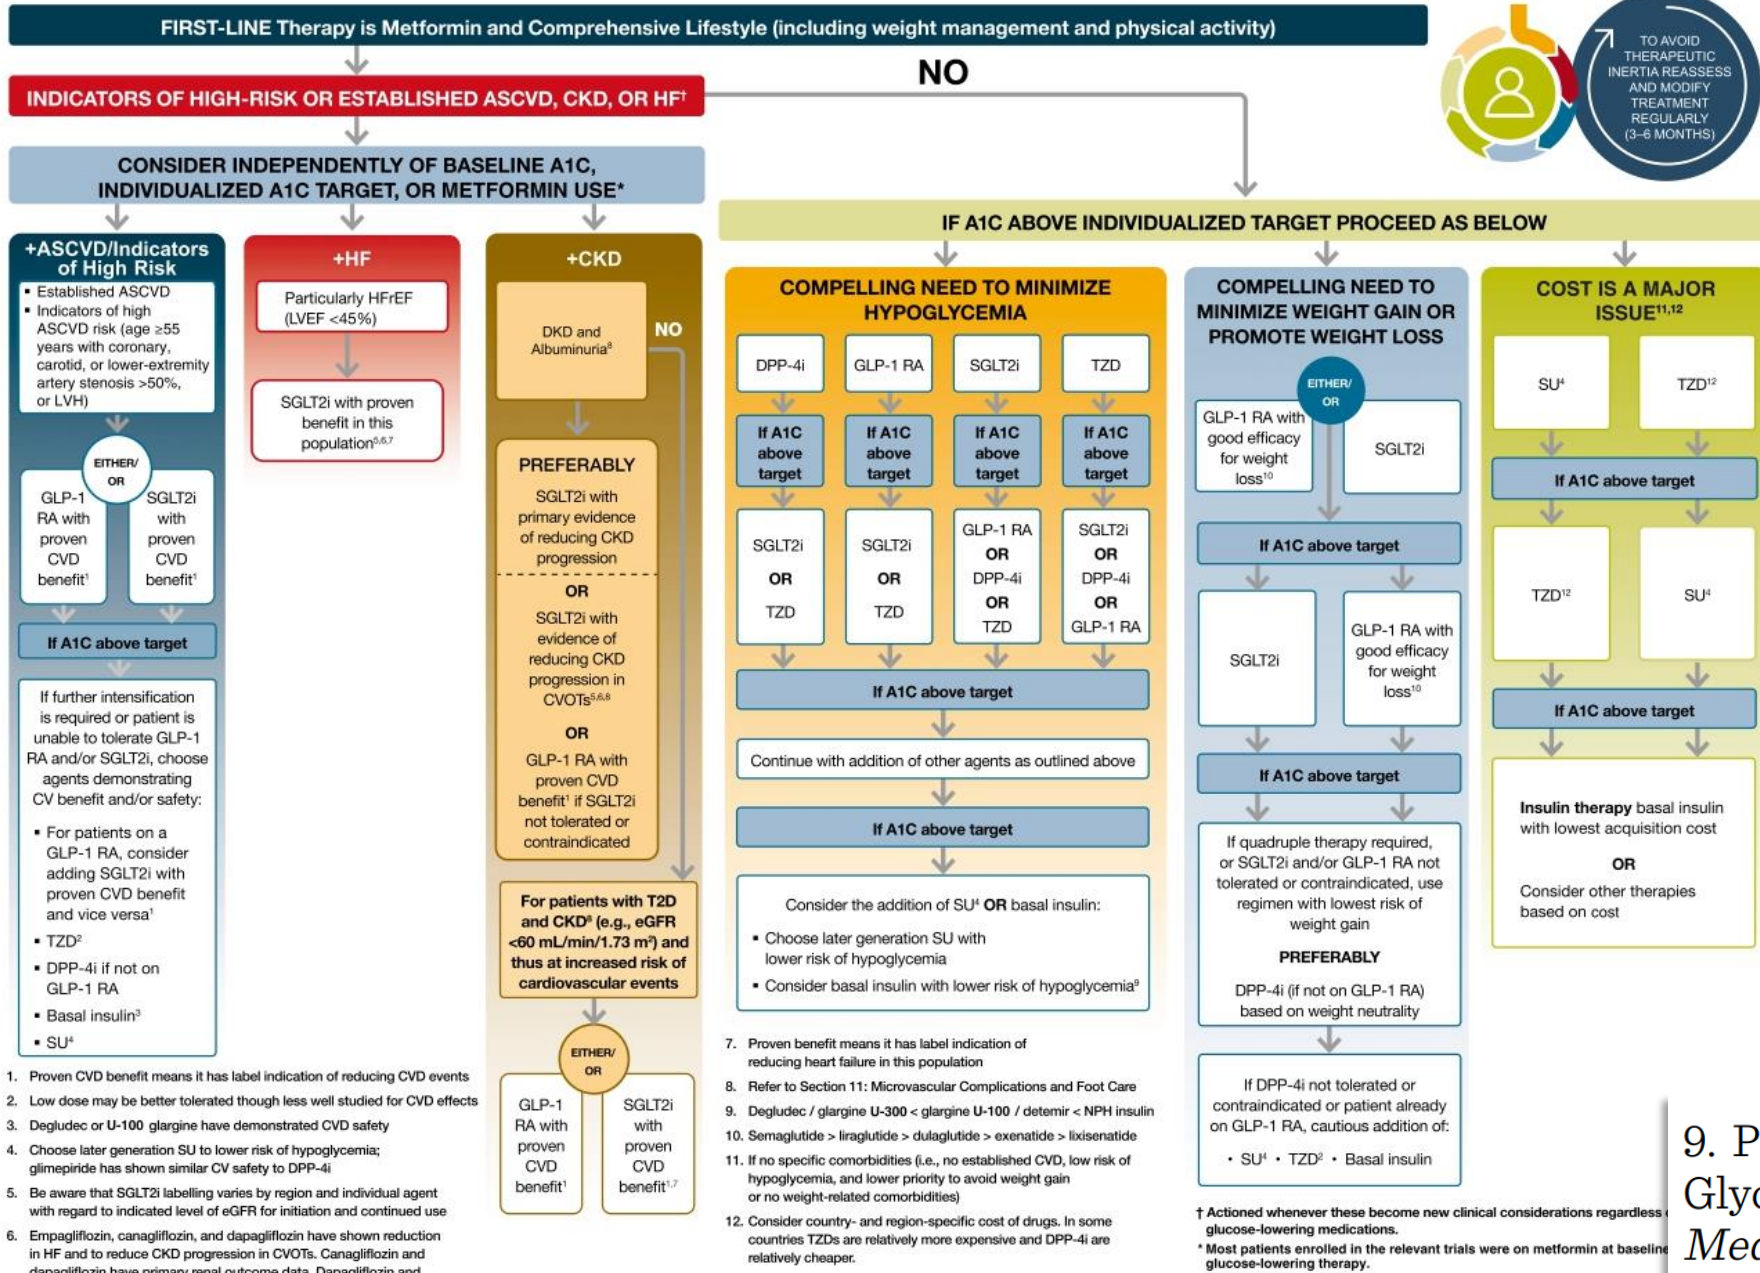 FIRST-LINE Therapy is Metformin and Comprehensive Lifestyle (including weight management and physical activity)
TO AVOID
THERAPEUTIC
INERTIA REASSESS
AND MODIFY
TREATMENT
REGULARLY
(3–6 MONTHS)
INDICATORS OF HIGH-RISK OR ESTABLISHED ASCVD, CKD, OR HF†
NO
CONSIDER INDEPENDENTLY OF BASELINE A1C,
INDIVIDUALIZED A1C TARGET, OR METFORMIN USE*
+ASCVD/Indicators
of High Risk
▪ Established ASCVD
▪ Indicators of high
ASCVD risk (age ≥55
years with coronary,
carotid, or lower-extremity
artery stenosis >50%,
or LVH)
EITHER/
OR
GLP-1
RA with
proven
CVD
benefit¹
SGLT2i
with
proven
CVD
benefit¹
If A1C above target
If further intensification
is required or patient is
unable to tolerate GLP-1
RA and/or SGLT2i, choose
agents demonstrating
CV benefit and/or safety:
▪ For patients on a
GLP-1 RA, consider
adding SGLT2i with
proven CVD benefit
and vice versa¹
▪ TZD²
▪ DPP-4i if not on
GLP-1 RA
▪ Basal insulin³
▪ SU⁴
+HF
Particularly HFrEF
(LVEF <45%)
SGLT2i with proven
benefit in this
population⁵,⁶,⁷
+CKD
DKD and
Albuminuria⁸
NO
PREFERABLY
SGLT2i with
primary evidence
of reducing CKD
progression
OR
SGLT2i with
evidence of
reducing CKD
progression in
CVOTs⁵,⁶,⁸
OR
GLP-1 RA with
proven CVD
benefit¹ if SGLT2i
not tolerated or
contraindicated
For patients with T2D
and CKD⁸ (e.g., eGFR
<60 mL/min/1.73 m²) and
thus at increased risk of
cardiovascular events
EITHER/
OR
GLP-1
RA with
proven
CVD
benefit¹
SGLT2i
with
proven
CVD
benefit¹,⁷
IF A1C ABOVE INDIVIDUALIZED TARGET PROCEED AS BELOW
COMPELLING NEED TO MINIMIZE
HYPOGLYCEMIA
DPP-4i
GLP-1 RA
SGLT2i
TZD
If A1C
above
target
If A1C
above
target
If A1C
above
target
If A1C
above
target
SGLT2i
OR
TZD
SGLT2i
OR
TZD
GLP-1 RA
OR
DPP-4i
OR
TZD
SGLT2i
OR
DPP-4i
OR
GLP-1 RA
If A1C above target
Continue with addition of other agents as outlined above
If A1C above target
Consider the addition of SU⁴ OR basal insulin:
▪ Choose later generation SU with
lower risk of hypoglycemia
▪ Consider basal insulin with lower risk of hypoglycemia⁹
COMPELLING NEED TO
MINIMIZE WEIGHT GAIN OR
PROMOTE WEIGHT LOSS
EITHER/
OR
GLP-1 RA with
good efficacy
for weight
loss¹⁰
SGLT2i
If A1C above target
SGLT2i
GLP-1 RA with
good efficacy
for weight
loss¹⁰
If A1C above target
If quadruple therapy required,
or SGLT2i and/or GLP-1 RA not
tolerated or contraindicated, use
regimen with lowest risk of
weight gain
PREFERABLY
DPP-4i (if not on GLP-1 RA)
based on weight neutrality
If DPP-4i not tolerated or
contraindicated or patient already
on GLP-1 RA, cautious addition of:
• SU⁴ • TZD² • Basal insulin
COST IS A MAJOR
ISSUE¹¹,¹²
SU⁴
TZD¹²
If A1C above target
TZD¹²
SU⁴
If A1C above target
Insulin therapy basal insulin
with lowest acquisition cost
OR
Consider other therapies
based on cost
1. Proven CVD benefit means it has label indication of reducing CVD events
2. Low dose may be better tolerated though less well studied for CVD effects
3. Degludec or U-100 glargine have demonstrated CVD safety
4. Choose later generation SU to lower risk of hypoglycemia;
glimepiride has shown similar CV safety to DPP-4i
5. Be aware that SGLT2i labelling varies by region and individual agent
with regard to indicated level of eGFR for initiation and continued use
6. Empagliflozin, canagliflozin, and dapagliflozin have shown reduction
in HF and to reduce CKD progression in CVOTs. Canagliflozin and
dapagliflozin have primary renal outcome data. Dapagliflozin and
7. Proven benefit means it has label indication of
reducing heart failure in this population
8. Refer to Section 11: Microvascular Complications and Foot Care
9. Degludec / glargine U-300 < glargine U-100 / detemir < NPH insulin
10. Semaglutide > liraglutide > dulaglutide > exenatide > lixisenatide
11. If no specific comorbidities (i.e., no established CVD, low risk of
hypoglycemia, and lower priority to avoid weight gain
or no weight-related comorbidities)
12. Consider country- and region-specific cost of drugs. In some
countries TZDs are relatively more expensive and DPP-4i are
relatively cheaper.
† Actioned whenever these become new clinical considerations regardless
glucose-lowering medications.
* Most patients enrolled in the relevant trials were on metformin at baseline
glucose-lowering therapy.
9. P
Glyc
Med